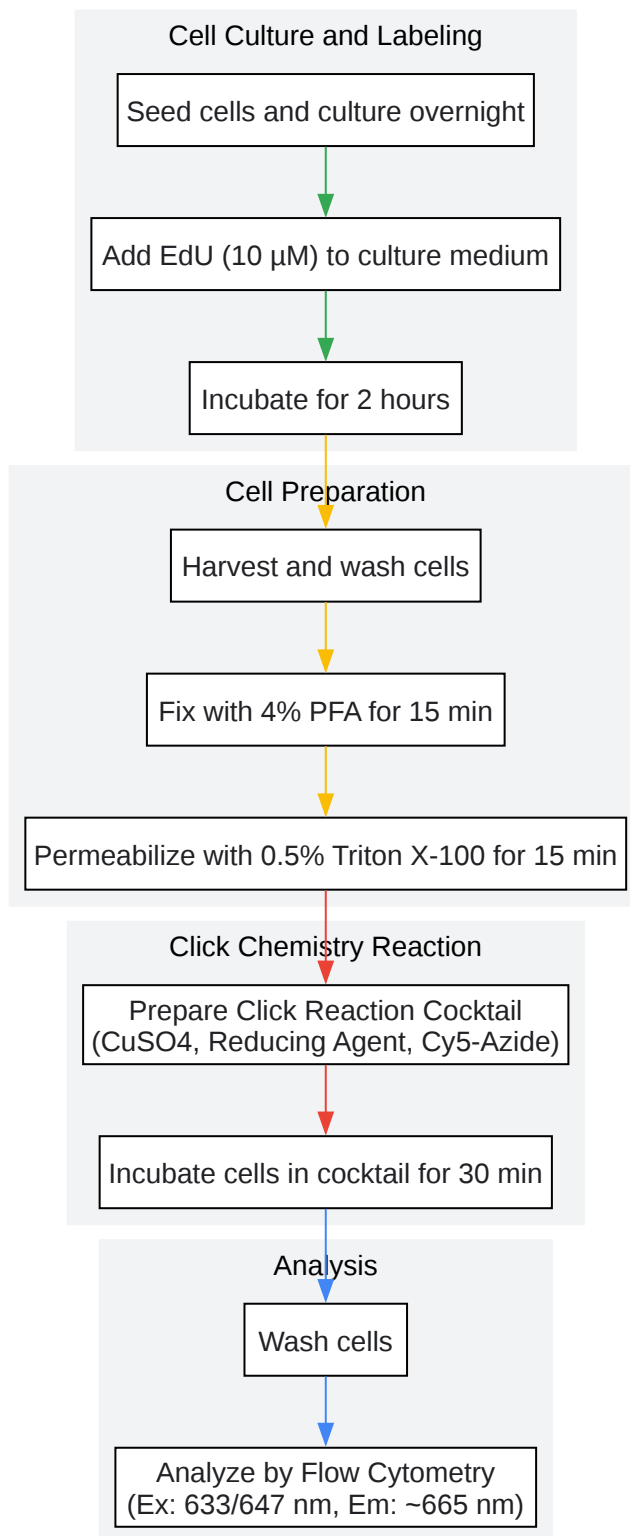 Cell Culture and Labeling
Seed cells and culture overnight
Add EdU (10 µM) to culture medium
Incubate for 2 hours
Cell Preparation
Harvest and wash cells
Fix with 4% PFA for 15 min
Permeabilize with 0.5% Triton X-100 for 15 min
Click Chemistry Reaction
Prepare Click Reaction Cocktail
(CuSO4, Reducing Agent, Cy5-Azide)
Incubate cells in cocktail for 30 min
Analysis
Wash cells
Analyze by Flow Cytometry
(Ex: 633/647 nm, Em: ~665 nm)